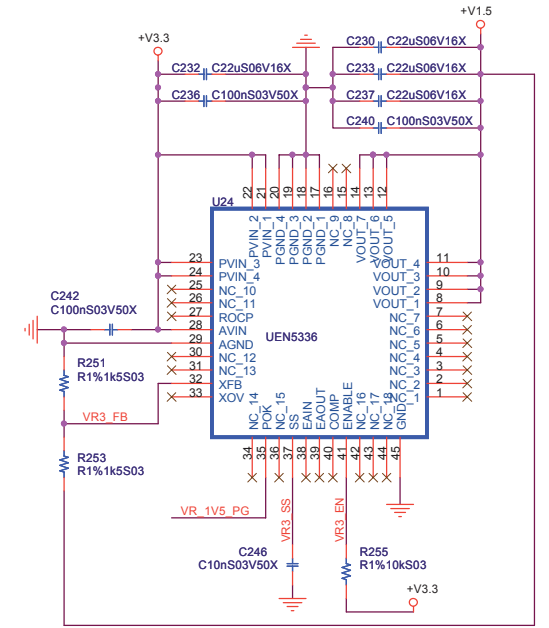 +V3.3
+V1.5
C230 C22uS06V16X
C232 C22uS06V16X
C233 C22uS06V16X
C236 C100nS03V50X
C237 C22uS06V16X
C240 C100nS03V50X
22 21 20 19 18 17 16 15 14 13 12
U24
PVIN_2 PVIN_1 PGND_4 PGND_3 PGND_2 PGND_1 NC_9 NC_8 VOUT_7 VOUT_6 VOUT_5
23 PVIN_3 VOUT_4 11
24 PVIN_4 VOUT_3 10
25 NC_10 VOUT_2 9
26 NC_11 VOUT_1 8
27 ROCP NC_7 7
28 AVIN NC_6 6
29 AGND NC_5 5
30 NC_12 NC_4 4
31 NC_13 NC_3 3
32 XFB NC_2 2
33 XOV NC_1 1
UEN5336
C242
C100nS03V50X
R251
R1%1k5S03
VR3_FB
R253
R1%1k5S03
NC_14 POK NC_15 SS EAIN EAOUT COMP ENABLE NC_16 NC_17 NC_18 GND
34 35 36 37 38 39 40 41 42 43 44 45
VR_1V5_PG
VR3_SS
VR3_EN
C246
C10nS03V50X
R255
R1%10kS03
+V3.3